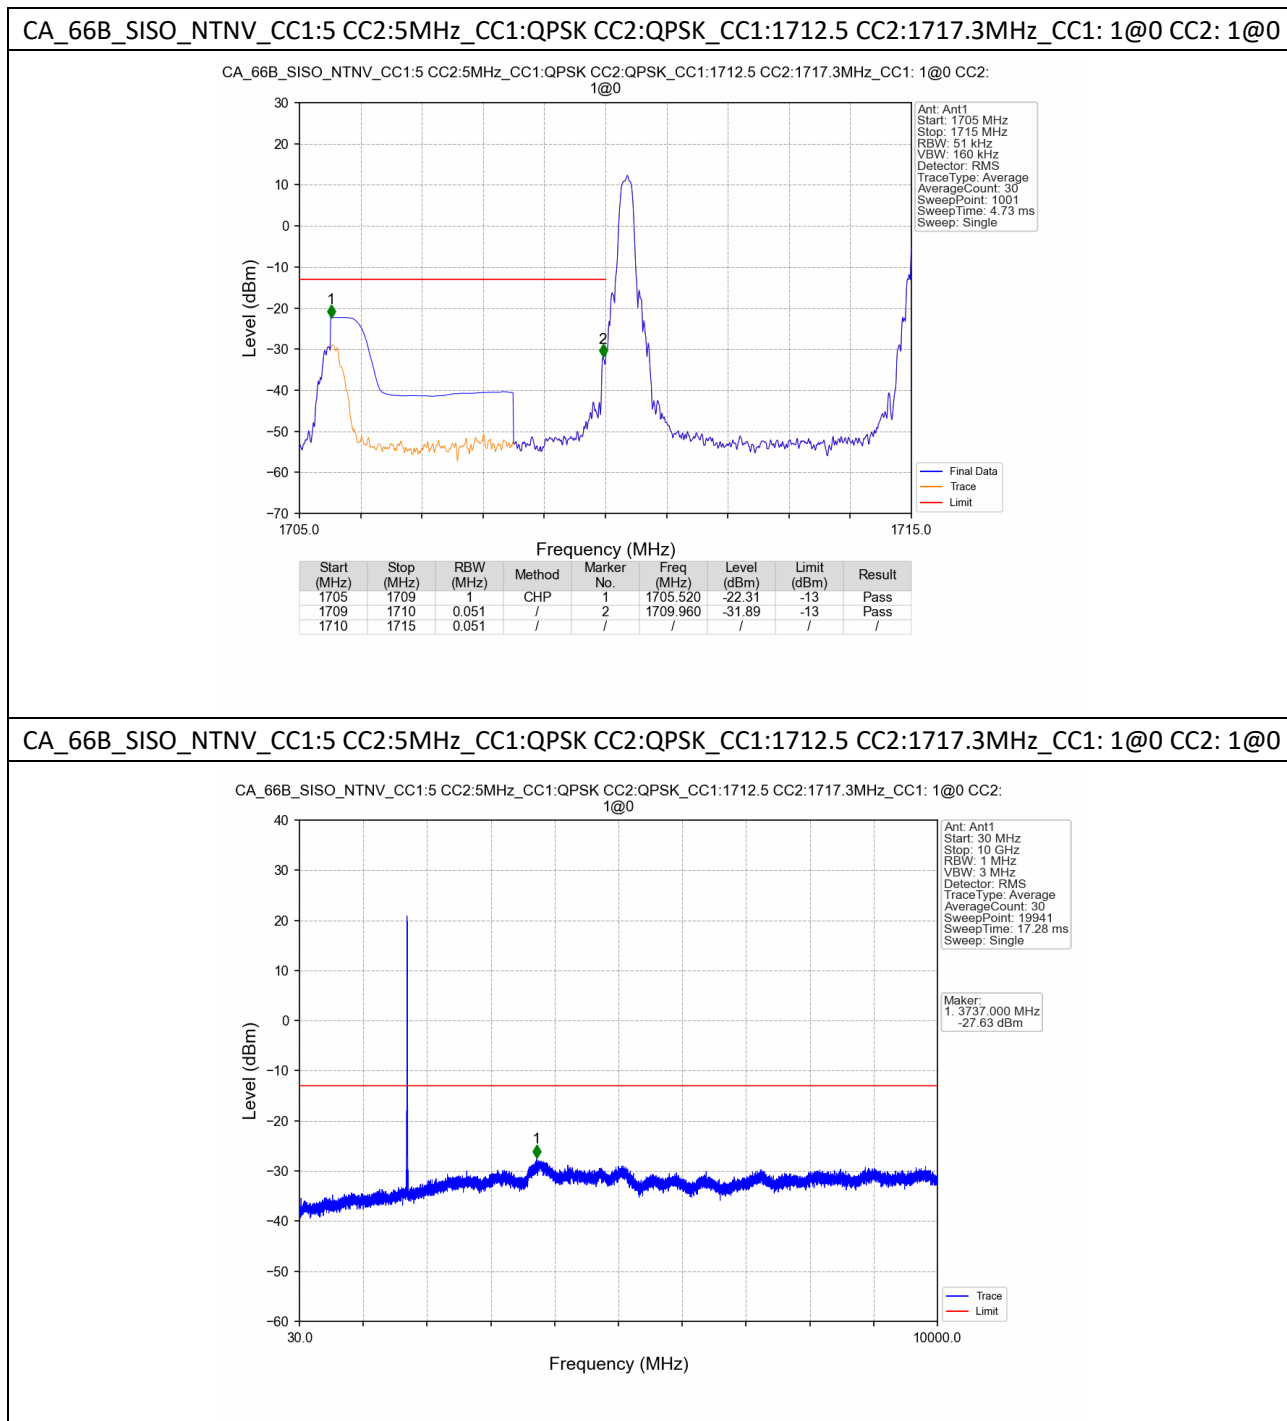 CA_66B_SISO_NTNV_CC1:5 CC2:5MHz_CC1:QPSK CC2:QPSK_CC1:1712.5 CC2:1717.3MHz_CC1: 1@0 CC2: 1@0
CA_66B_SISO_NTNV_CC1:5 CC2:5MHz_CC1:QPSK CC2:QPSK_CC1:1712.5 CC2:1717.3MHz_CC1: 1@0 CC2:
1@0
30
20
10
0
−10
−20
−30
−40
−50
−60
−70
Level (dBm)
1
2
Ant: Ant1
Start: 1705 MHz
Stop: 1715 MHz
RBW: 51 kHz
VBW: 160 kHz
Detector: RMS
TraceType: Average
AverageCount: 30
SweepPoint: 1001
SweepTime: 4.73 ms
Sweep: Single
Final Data
Trace
Limit
1705.0 1715.0
Frequency (MHz)
Start (MHz) Stop (MHz) RBW (MHz) Method Marker No. Freq (MHz) Level (dBm) Limit (dBm) Result
1705 1709 1 CHP 1 1705.520 -22.31 -13 Pass
1709 1710 0.051 / 2 1709.960 -31.89 -13 Pass
1710 1715 0.051 / / / / / /
CA_66B_SISO_NTNV_CC1:5 CC2:5MHz_CC1:QPSK CC2:QPSK_CC1:1712.5 CC2:1717.3MHz_CC1: 1@0 CC2: 1@0
CA_66B_SISO_NTNV_CC1:5 CC2:5MHz_CC1:QPSK CC2:QPSK_CC1:1712.5 CC2:1717.3MHz_CC1: 1@0 CC2:
1@0
40
30
20
10
0
−10
−20
−30
−40
−50
−60
Level (dBm)
1
Ant: Ant1
Start: 30 MHz
Stop: 10 GHz
RBW: 1 MHz
VBW: 3 MHz
Detector: RMS
TraceType: Average
AverageCount: 30
SweepPoint: 19941
SweepTime: 17.28 ms
Sweep: Single
Maker:
1. 3737.000 MHz
-27.63 dBm
Trace
Limit
30.0 10000.0
Frequency (MHz)